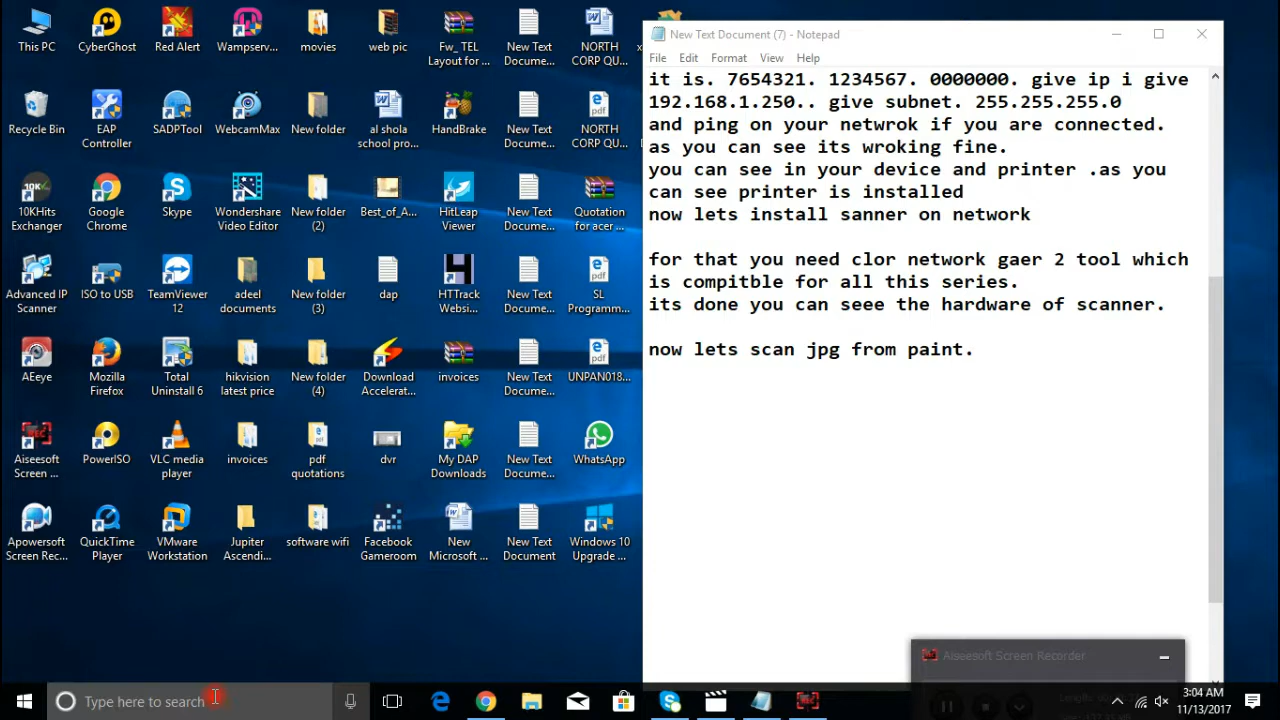 This PC
CyberGhost
Red Alert
Wampserv...
movies
web pic
Fw_ TEL
Layout for ...
New Text
Docume...
NORTH
CORP QU...
Recycle Bin
EAP
Controller
SADPTool
WebcamMax
New folder
al shola
school pro...
HandBrake
New Text
Docume...
NORTH
CORP QU...
10KHits
Exchanger
Google
Chrome
Skype
Wondershare
Video Editor
New folder
(2)
Best_of_A...
HitLeap
Viewer
New Text
Docume...
Quotation
for acer ...
Advanced IP
Scanner
ISO to USB
TeamViewer
12
adeel
documents
New folder
(3)
dap
HTTrack
Websi...
New Text
Docume...
SL
Programm...
AEeye
Mozilla
Firefox
Total
Uninstall 6
hikvision
latest price
New folder
(4)
Download
Accelerat...
invoices
New Text
Docume...
UNPAN018...
Aiseesoft
Screen ...
PowerISO
VLC media
player
invoices
pdf
quotations
dvr
My DAP
Downloads
New Text
Docume...
WhatsApp
Apowersoft
Screen Rec...
QuickTime
Player
VMware
Workstation
Jupiter
Ascendi...
software wifi
Facebook
Gameroom
New
Microsoft ...
New Text
Document
Windows 10
Upgrade ...
New Text Document (7) - Notepad
File Edit Format View Help
it is. 7654321. 1234567. 0000000. give ip i give
192.168.1.250.. give subnet. 255.255.255.0
and ping on your netwrok if you are connected.
as you can see its wroking fine.
you can see in your device and printer .as you
can see printer is installed
now lets install sanner on network
for that you need clor network gaer 2 tool which
is compitble for all this series.
its done you can seee the hardware of scanner.
now lets scan jpg from paint.
Aiseesoft Screen Recorder
Type here to search
3:04 AM
11/13/2017